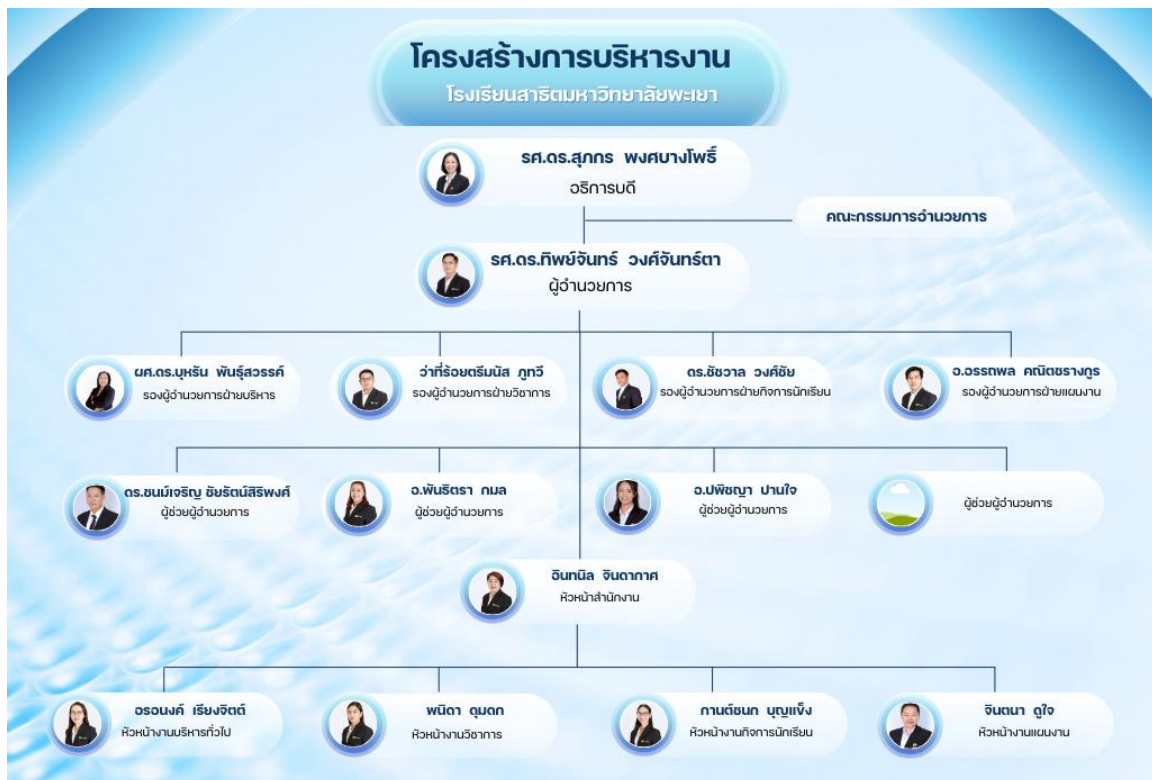 โครงสร้างการบริหารงาน
โรงเรียนสาธิตมหาวิทยาลัยพะเยา
รศ.ดร.สุภกร พงศบางโพธิ์
อธิการบดี
คณะกรรมการอำนวยการ
รศ.ดร.ทิพย์จันทร์ วงศ์จันทร์ตา
ผู้อำนวยการ
ผศ.ดร.บุหรัน พันธุ์สวรรค์
รองผู้อำนวยการฝ่ายบริหาร
ว่าที่ร้อยตรีมนัส ภูทวี
รองผู้อำนวยการฝ่ายวิชาการ
ดร.ชัชวาล วงศ์ชัย
รองผู้อำนวยการฝ่ายกิจการนักเรียน
อ.อรรถพล คณิตชรางกูร
รองผู้อำนวยการฝ่ายแผนงาน
ดร.ชนม์เจริญ ชัยรัตน์สิริพงศ์
ผู้ช่วยผู้อำนวยการ
อ.พันธิตรา กมล
ผู้ช่วยผู้อำนวยการ
อ.ปพิชญา ปานใจ
ผู้ช่วยผู้อำนวยการ
ผู้ช่วยผู้อำนวยการ
อินทนิล จินดากาศ
หัวหน้าสำนักงาน
อรอนงค์ เรียงจิตต์
หัวหน้างานบริหารทั่วไป
พนิดา ดุมดก
หัวหน้างานวิชาการ
กานต์ชนก บุญแข็ง
หัวหน้างานกิจการนักเรียน
จินตนา ดูใจ
หัวหน้างานแผนงาน